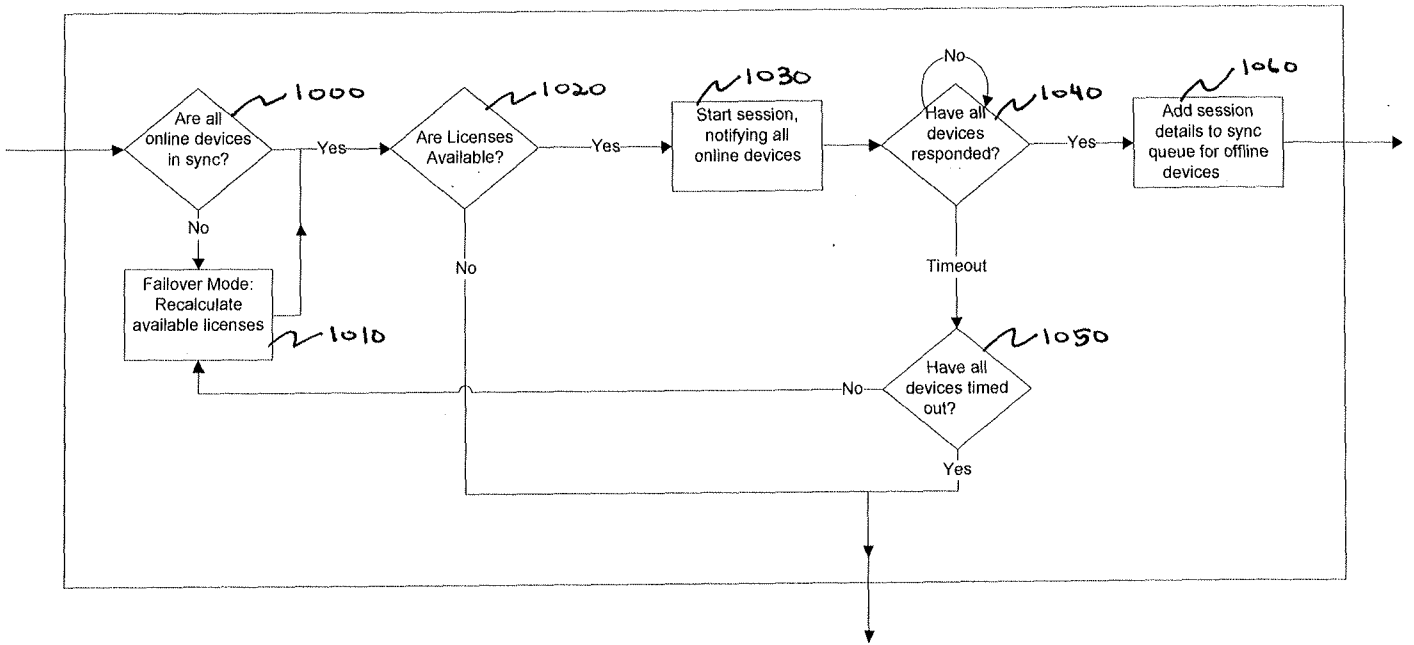 Are all
online devices
in sync?
1000
Yes
Are Licenses
Available?
1020
Yes
Start session,
notifying all
online devices
1030
No
Have all
devices
responded?
1040
Yes
Add session
details to sync
queue for offline
devices
1060
No
Failover Mode:
Recalculate
available licenses
1010
No
Timeout
Have all
devices timed
out?
1050
No
Yes